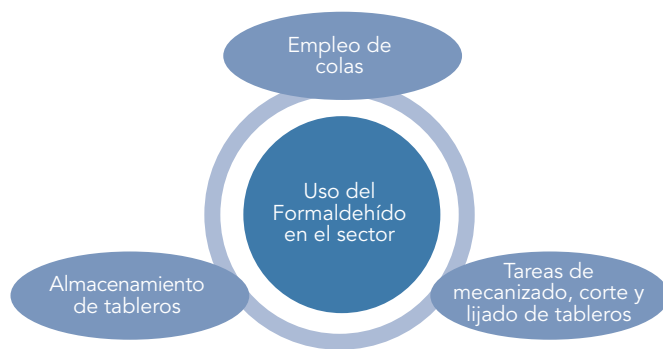 Empleo de
colas
Uso del
Formaldehído
en el sector
Almacenamiento
de tableros
Tareas de
mecanizado, corte y
lijado de tableros